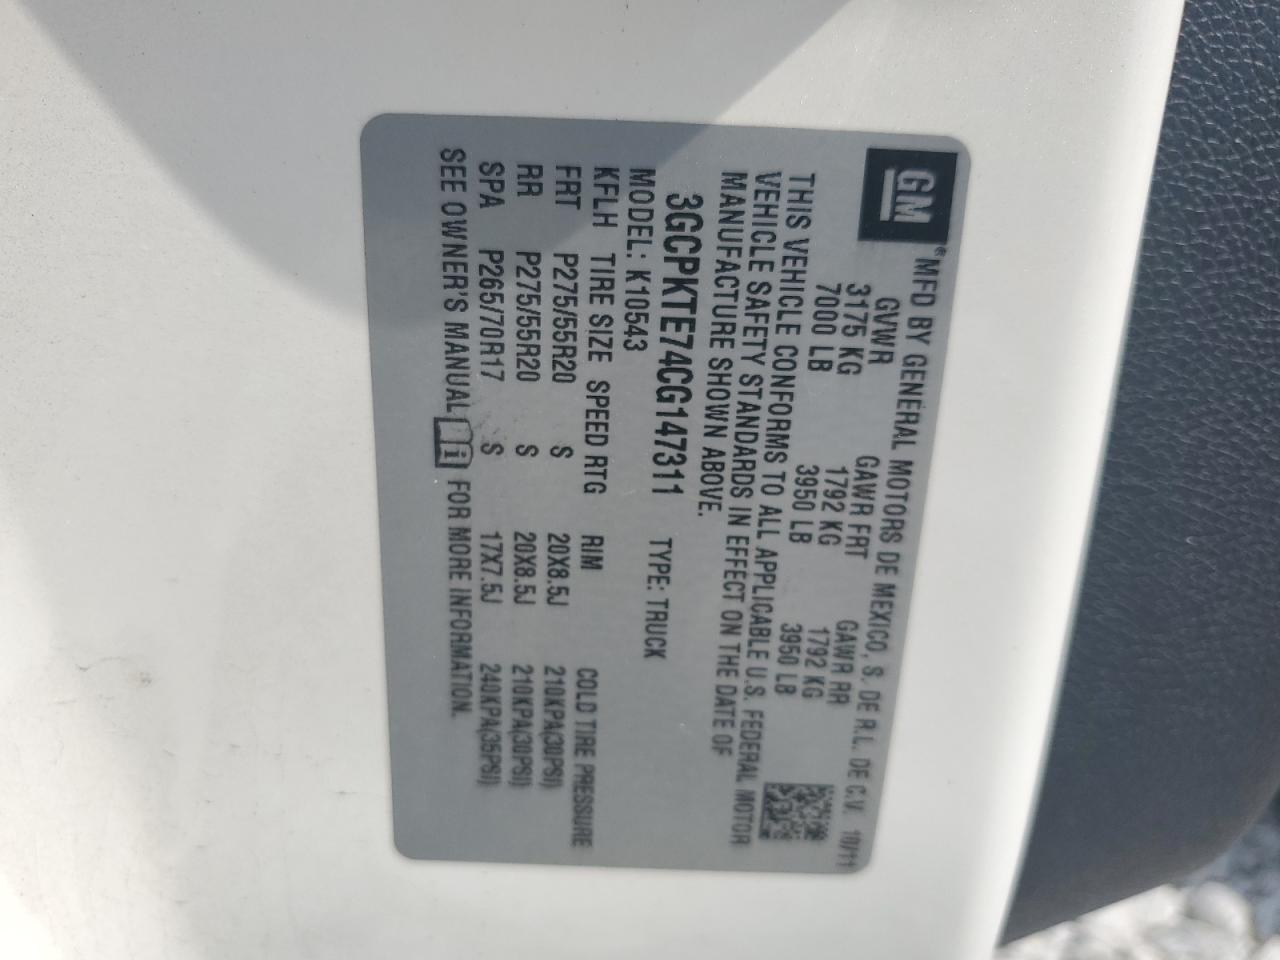 GM
®MFD BY GENERAL MOTORS DE MEXICO, S. DE R.L. DE C.V. 10/11
GVWR GAWR FRT GAWR RR
3175 KG 1792 KG 1792 KG
7000 LB 3950 LB 3950 LB
THIS VEHICLE CONFORMS TO ALL APPLICABLE U.S. FEDERAL MOTOR
VEHICLE SAFETY STANDARDS IN EFFECT ON THE DATE OF
MANUFACTURE SHOWN ABOVE.
3GCPKTE74CG147311 TYPE: TRUCK
MODEL: K10543
KFLH TIRE SIZE SPEED RTG RIM COLD TIRE PRESSURE
FRT P275/55R20 S 20X8.5J 210KPA(30PSI)
RR P275/55R20 S 20X8.5J 210KPA(30PSI)
SPA P265/70R17 S 17X7.5J 240KPA(35PSI)
SEE OWNER'S MANUAL i FOR MORE INFORMATION.